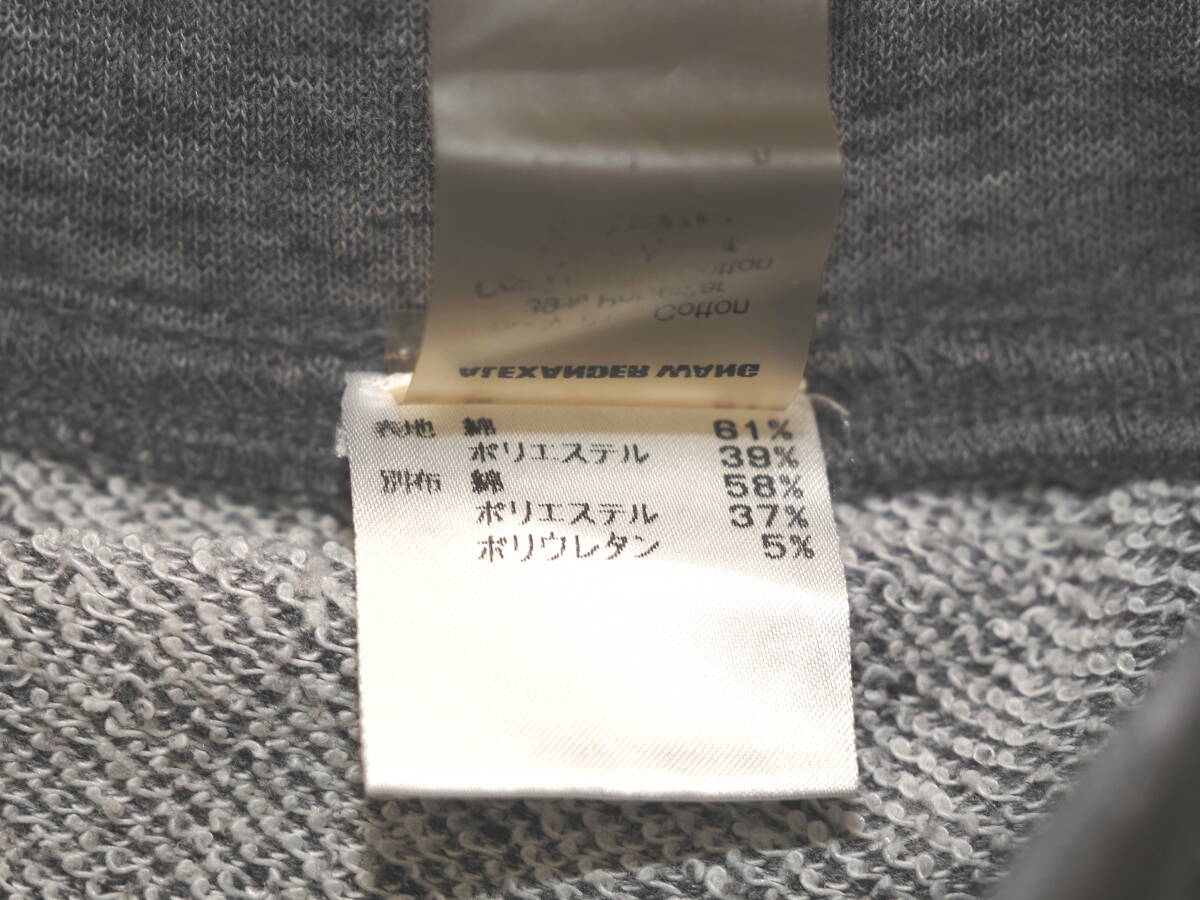 Cotton
ALEXANDER WANG
表地 綿 61%
ポリエステル 39%
別布 綿 58%
ポリエステル 37%
ポリウレタン 5%